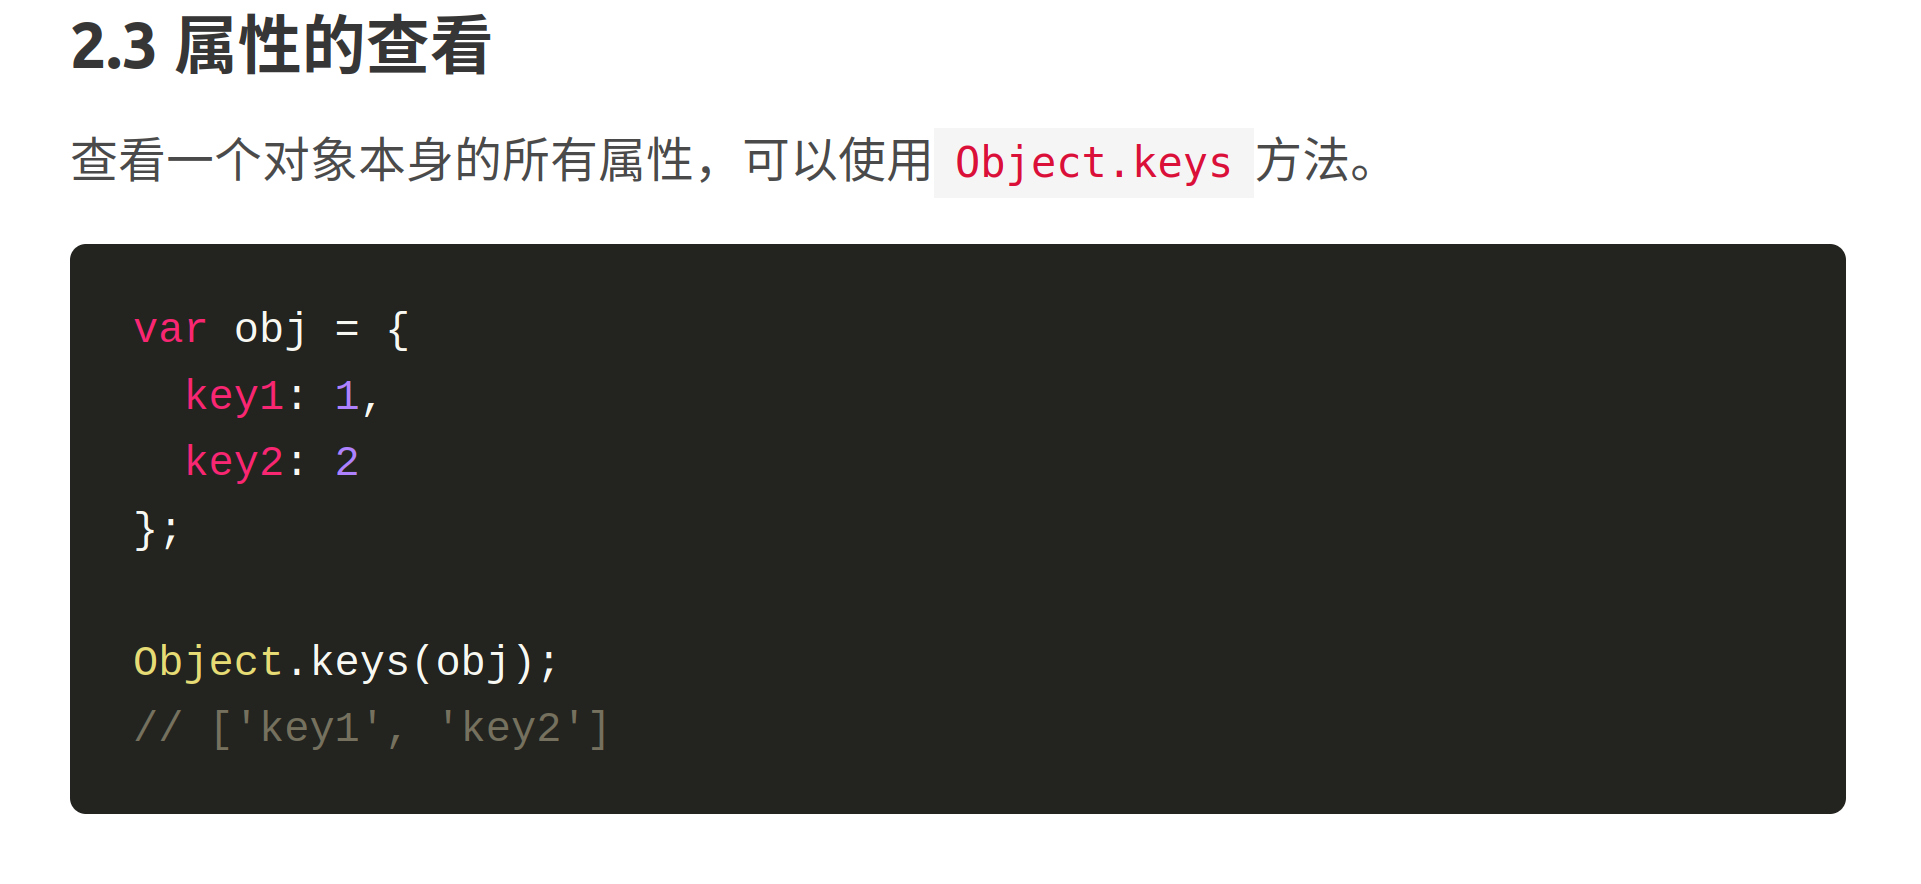 2.3 属性的查看
查看一个对象本身的所有属性，可以使用 Object.keys 方法。
var obj = {
  key1: 1,
  key2: 2
};
Object.keys(obj);
// ['key1', 'key2']